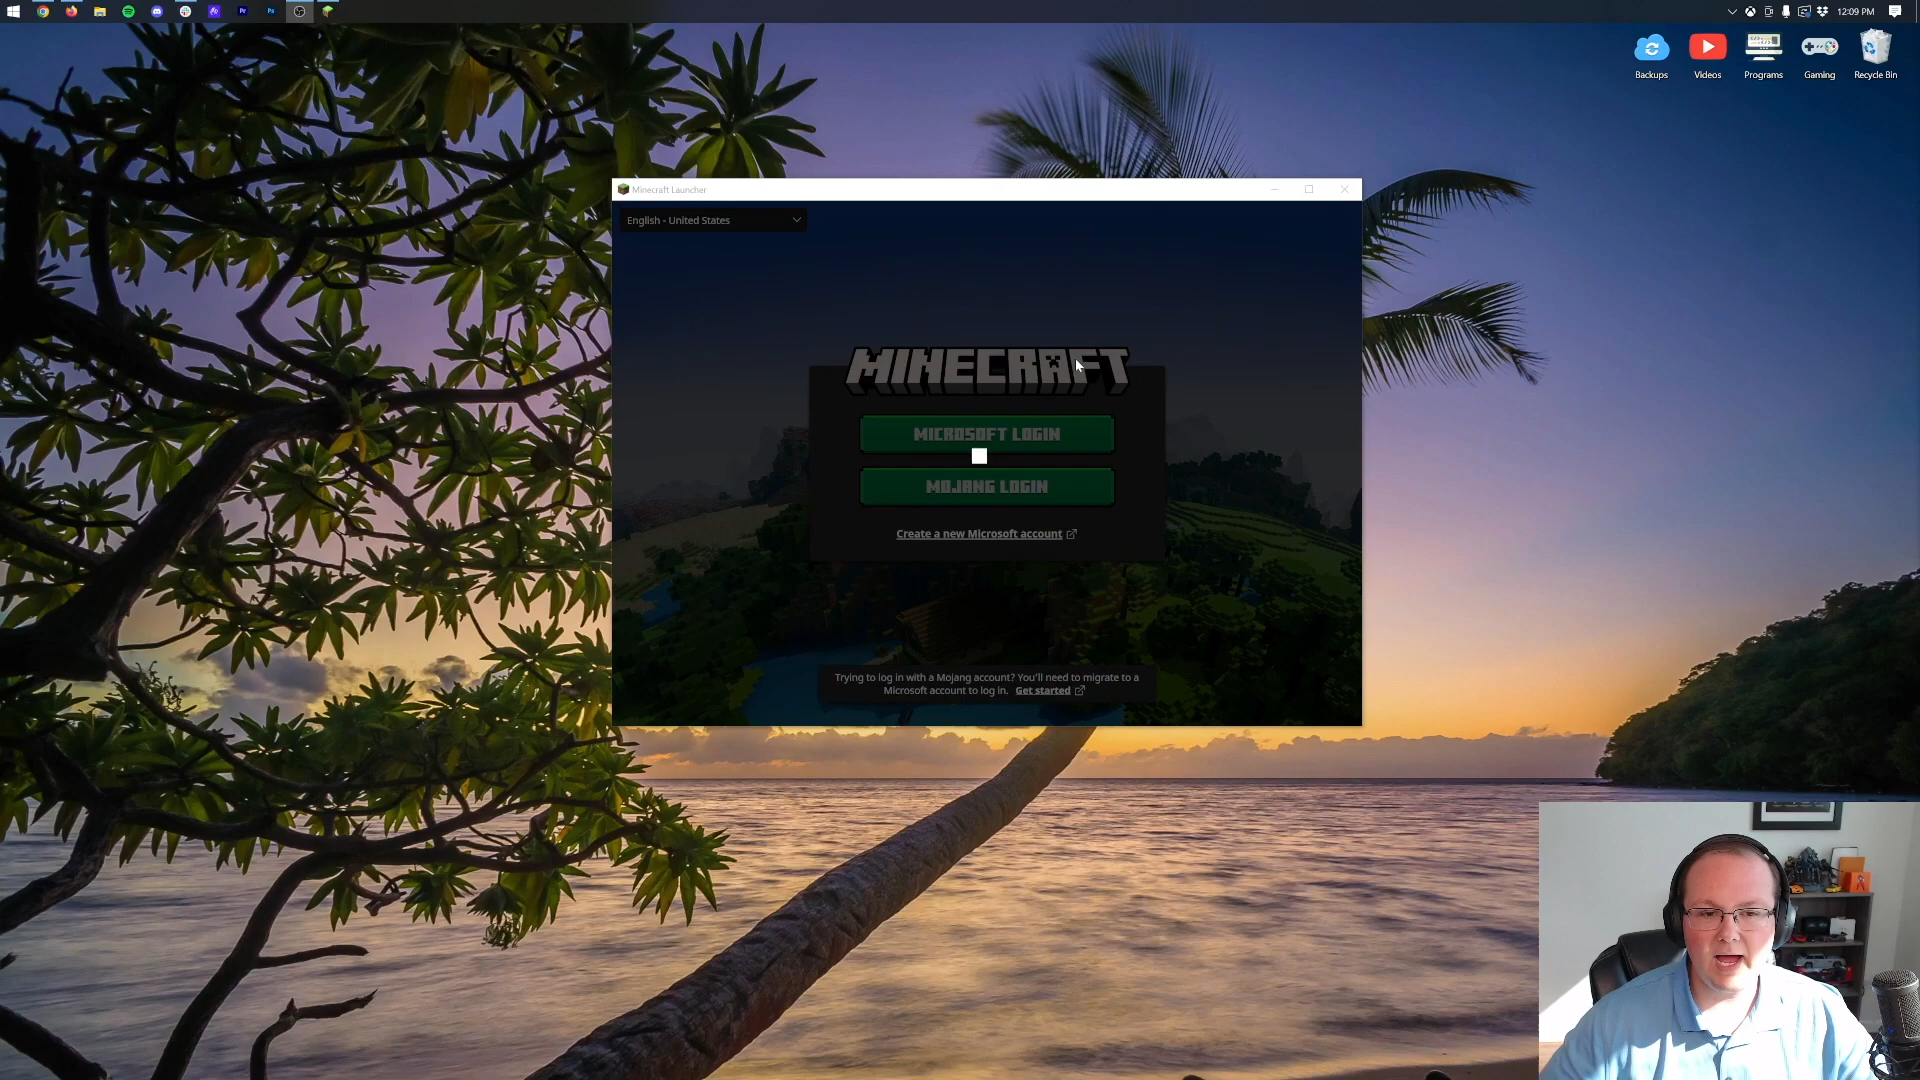 12:09 PM
Backups
Videos
Programs
Gaming
Recycle Bin
Minecraft Launcher
English - United States
MINECRAFT
MICROSOFT LOGIN
MOJANG LOGIN
Create a new Microsoft account
Trying to log in with a Mojang account? You'll need to migrate to a
Microsoft account to log in. Get started